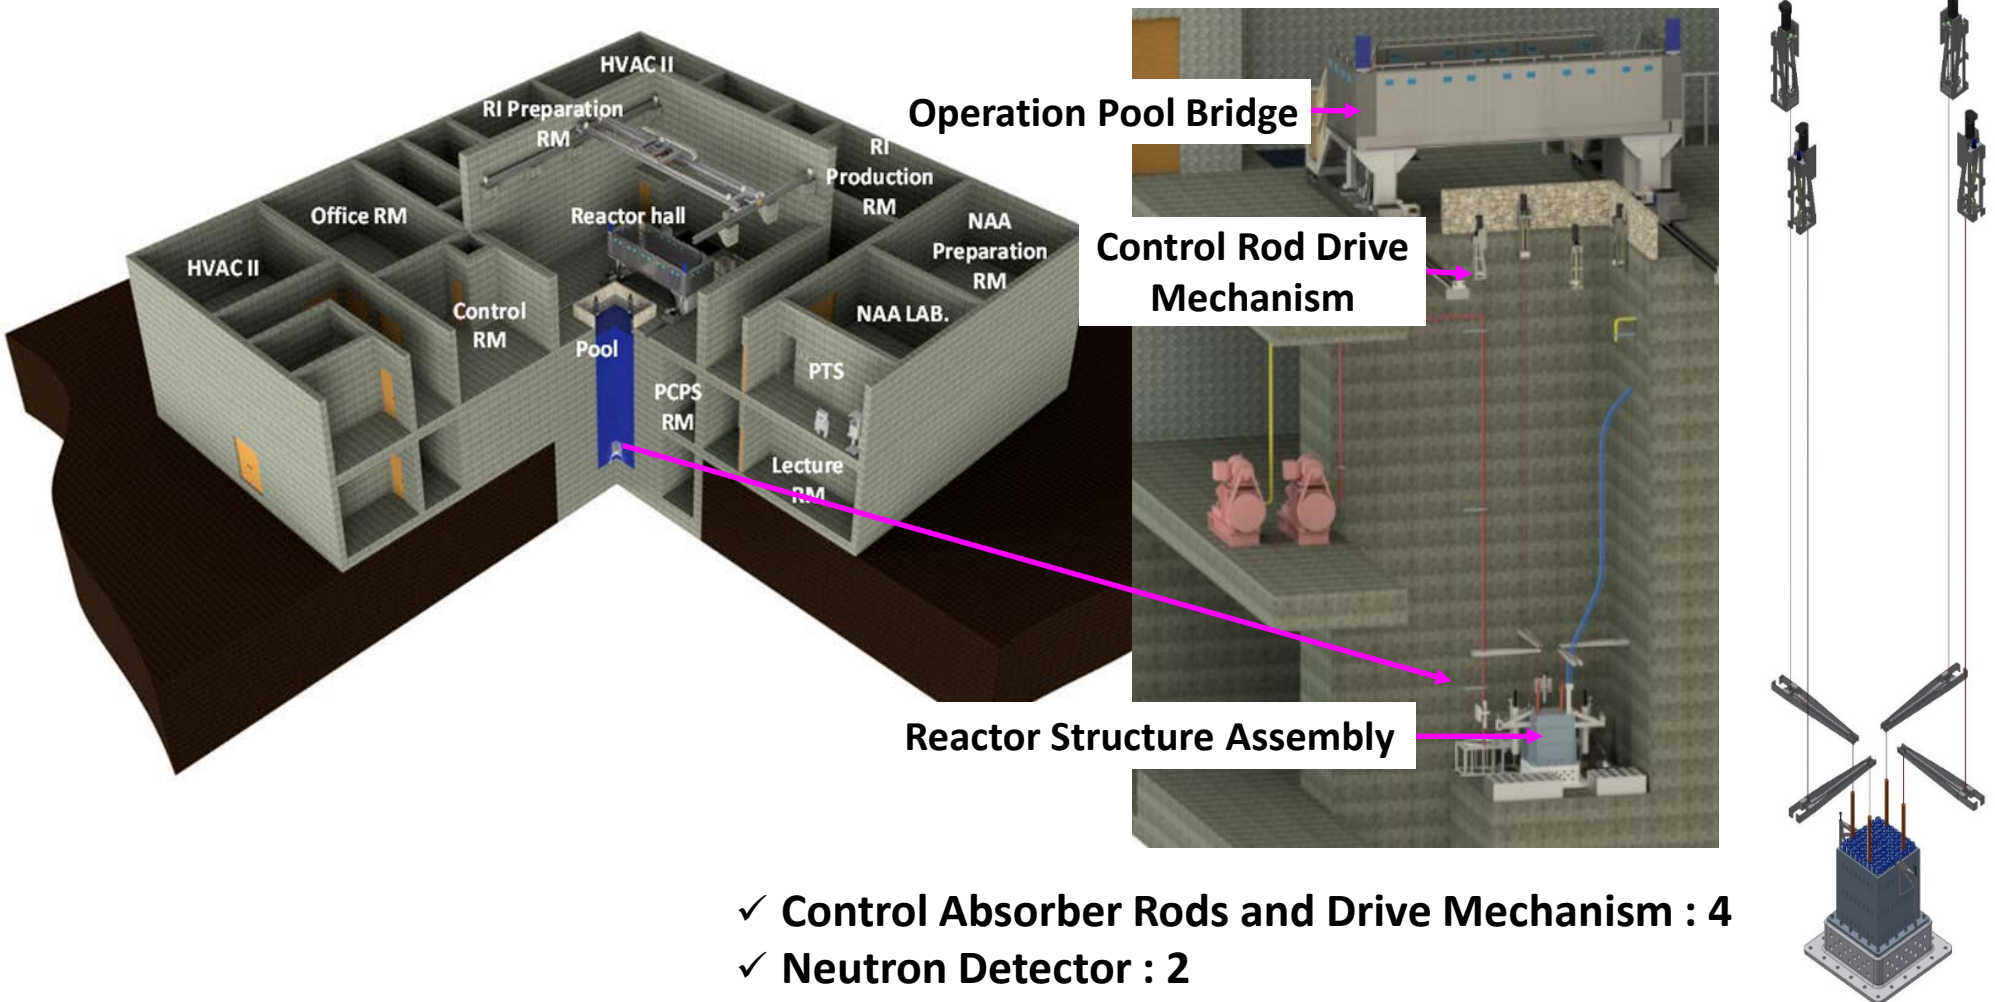 HVAC II
RI Preparation
RM
RI
Production
RM
Office RM
Reactor hall
NAA
Preparation
RM
HVAC II
Control
RM
NAA LAB.
Pool
PTS
PCPS
RM
Lecture
RM
Operation Pool Bridge
Control Rod Drive
Mechanism
Reactor Structure Assembly
✓ Control Absorber Rods and Drive Mechanism : 4
✓ Neutron Detector : 2